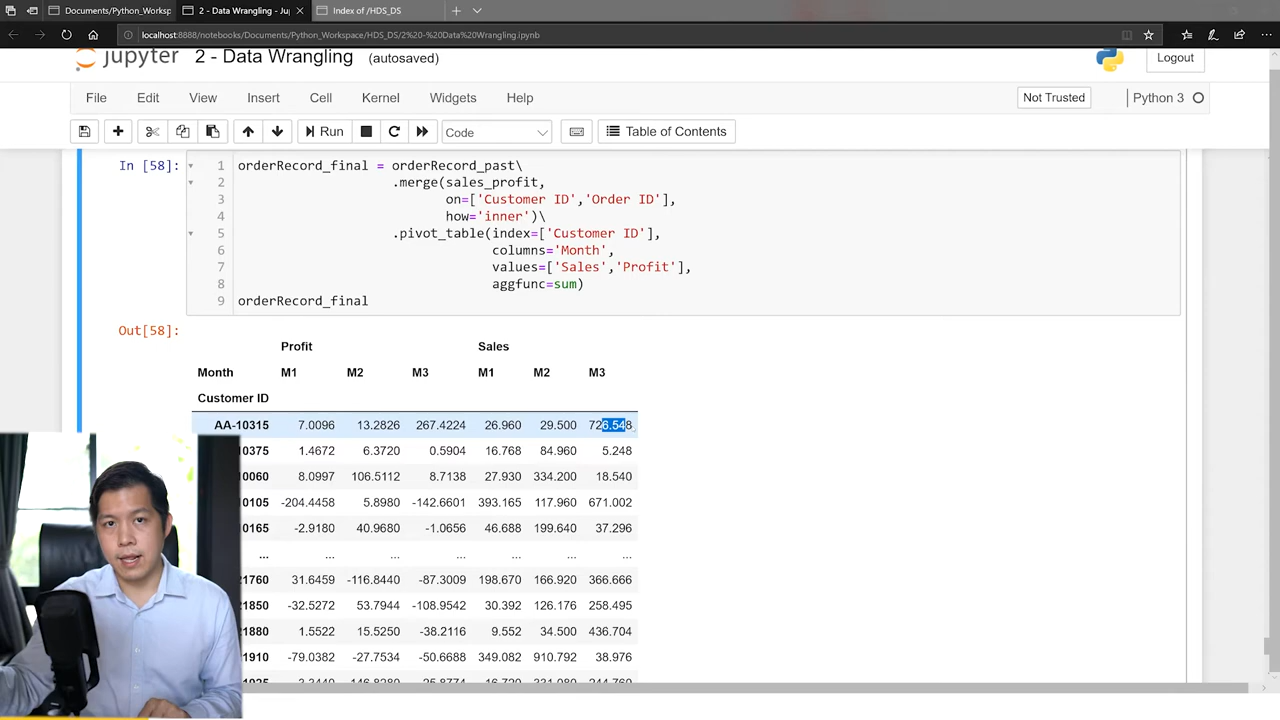 Documents/Python_Worksp
2 - Data Wrangling - Ju
Index of /HDS_DS
localhost:8888/notebooks/Documents/Python_Workspace/HDS_DS/2%20-%20Data%20Wrangling.ipynb
jupyter 2 - Data Wrangling (autosaved)
Logout
File Edit View Insert Cell Kernel Widgets Help
Not Trusted Python 3
Run Code Table of Contents
In [58]:
1 orderRecord_final = orderRecord_past\
2 .merge(sales_profit,
3 on=['Customer ID','Order ID'],
4 how='inner')\
5 .pivot_table(index=['Customer ID'],
6 columns='Month',
7 values=['Sales','Profit'],
8 aggfunc=sum)
9 orderRecord_final
Out[58]:
Profit Sales
Month M1 M2 M3 M1 M2 M3
Customer ID
AA-10315 7.0096 13.2826 267.4224 26.960 29.500 726.548
10375 1.4672 6.3720 0.5904 16.768 84.960 5.248
0060 8.0997 106.5112 8.7138 27.930 334.200 18.540
0105 -204.4458 5.8980 -142.6601 393.165 117.960 671.002
0165 -2.9180 40.9680 -1.0656 46.688 199.640 37.296
... ... ... ... ... ... ...
21760 31.6459 -116.8440 -87.3009 198.670 166.920 366.666
21850 -32.5272 53.7944 -108.9542 30.392 126.176 258.495
21880 1.5522 15.5250 -38.2116 9.552 34.500 436.704
1910 -79.0382 -27.7534 -50.6688 349.082 910.792 38.976